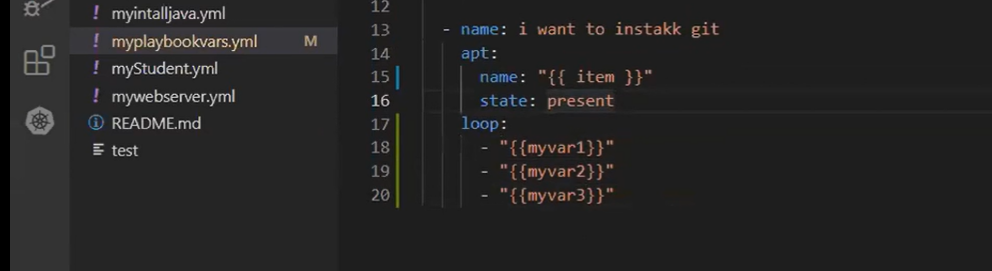 myintalljava.yml
myplaybookvars.yml M
myStudent.yml
mywebserver.yml
README.md
test
12
13 - name: i want to instakk git
14 apt:
15 name: "{{ item }}"
16 state: present
17 loop:
18 - "{{myvar1}}"
19 - "{{myvar2}}"
20 - "{{myvar3}}"